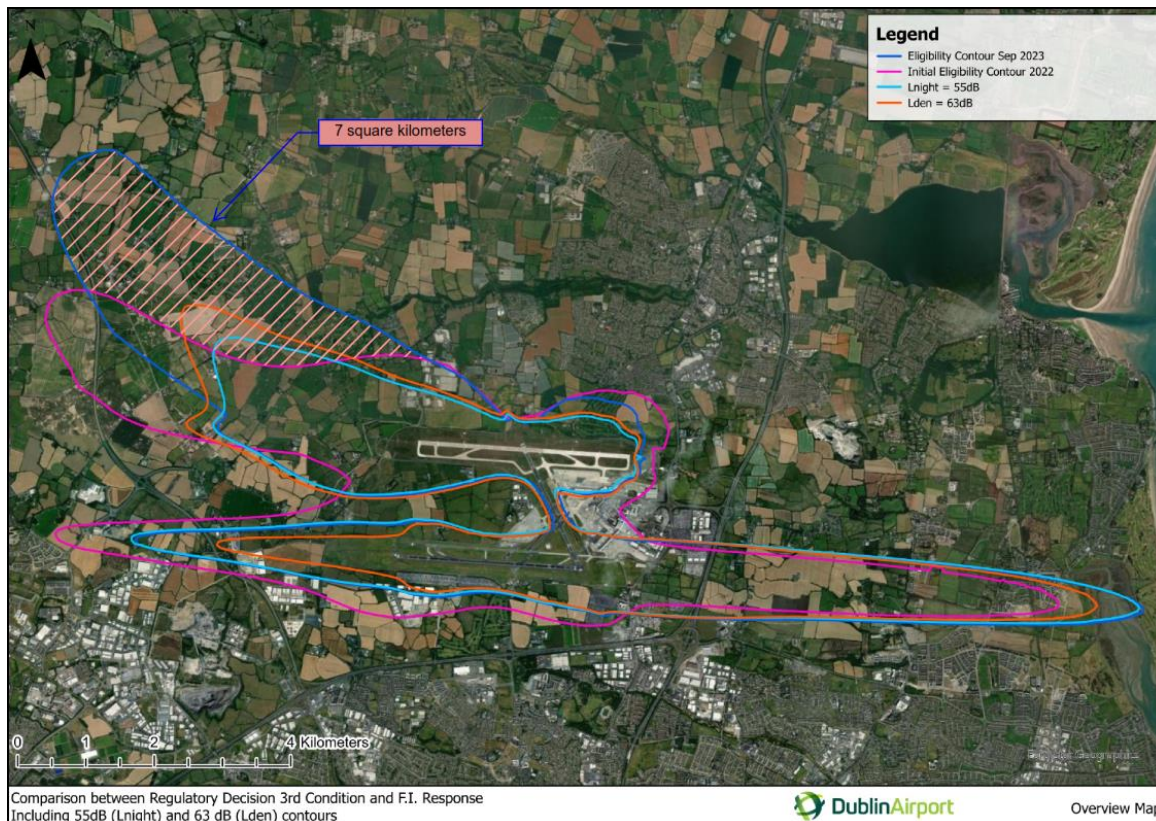 N
Legend
Eligibility Contour Sep 2023
Initial Eligibility Contour 2022
Lnight = 55dB
Lden = 63dB
7 square kilometers
0 1 2 4 Kilometers
Comparison between Regulatory Decision 3rd Condition and F.I. Response
Including 55dB (Lnight) and 63 dB (Lden) contours
DublinAirport
Overview Map